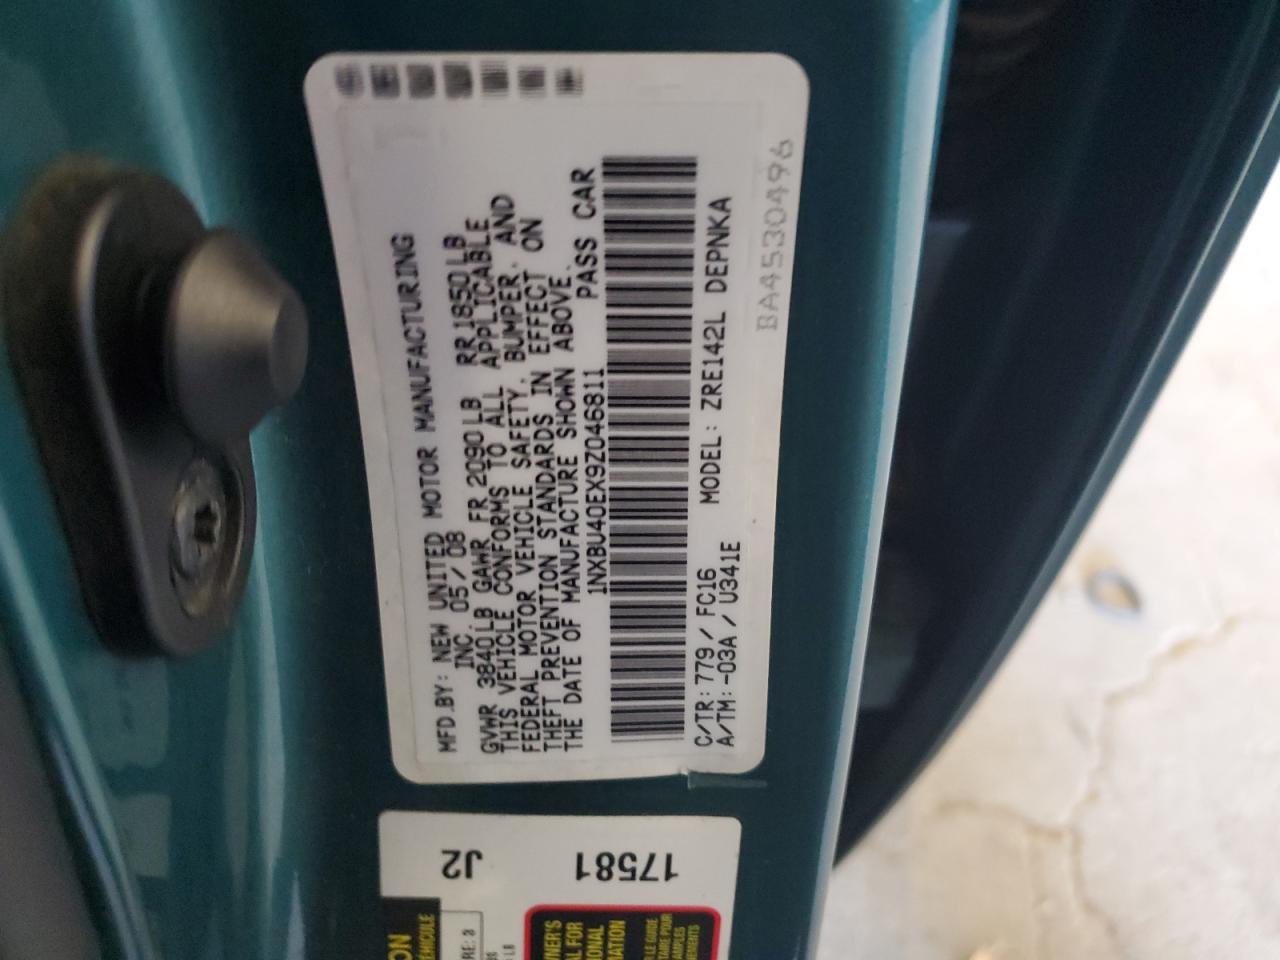 MFD.BY: NEW UNITED MOTOR MANUFACTURING
INC. 05/08
GVWR 3840LB GAWR FR 2090LB RR 1850LB
THIS VEHICLE CONFORMS TO ALL APPLICABLE
FEDERAL MOTOR VEHICLE SAFETY, BUMPER, AND
THEFT PREVENTION STANDARDS IN EFFECT ON
THE DATE OF MANUFACTURE SHOWN ABOVE.
1NXBU40EX9Z046811 PASS CAR
C/TR: 779/FC16 MODEL: ZRE142L DEPNKA
A/TM: -03A/U341E
BA4530496
J2 17581